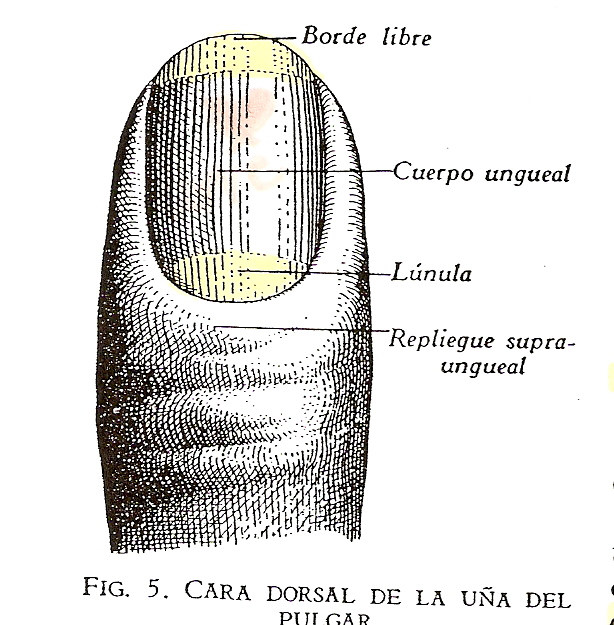 Borde libre
Cuerpo ungueal
Lúnula
Repliegue supra-
ungueal
FIG. 5. CARA DORSAL DE LA UÑA DEL
PULGAR